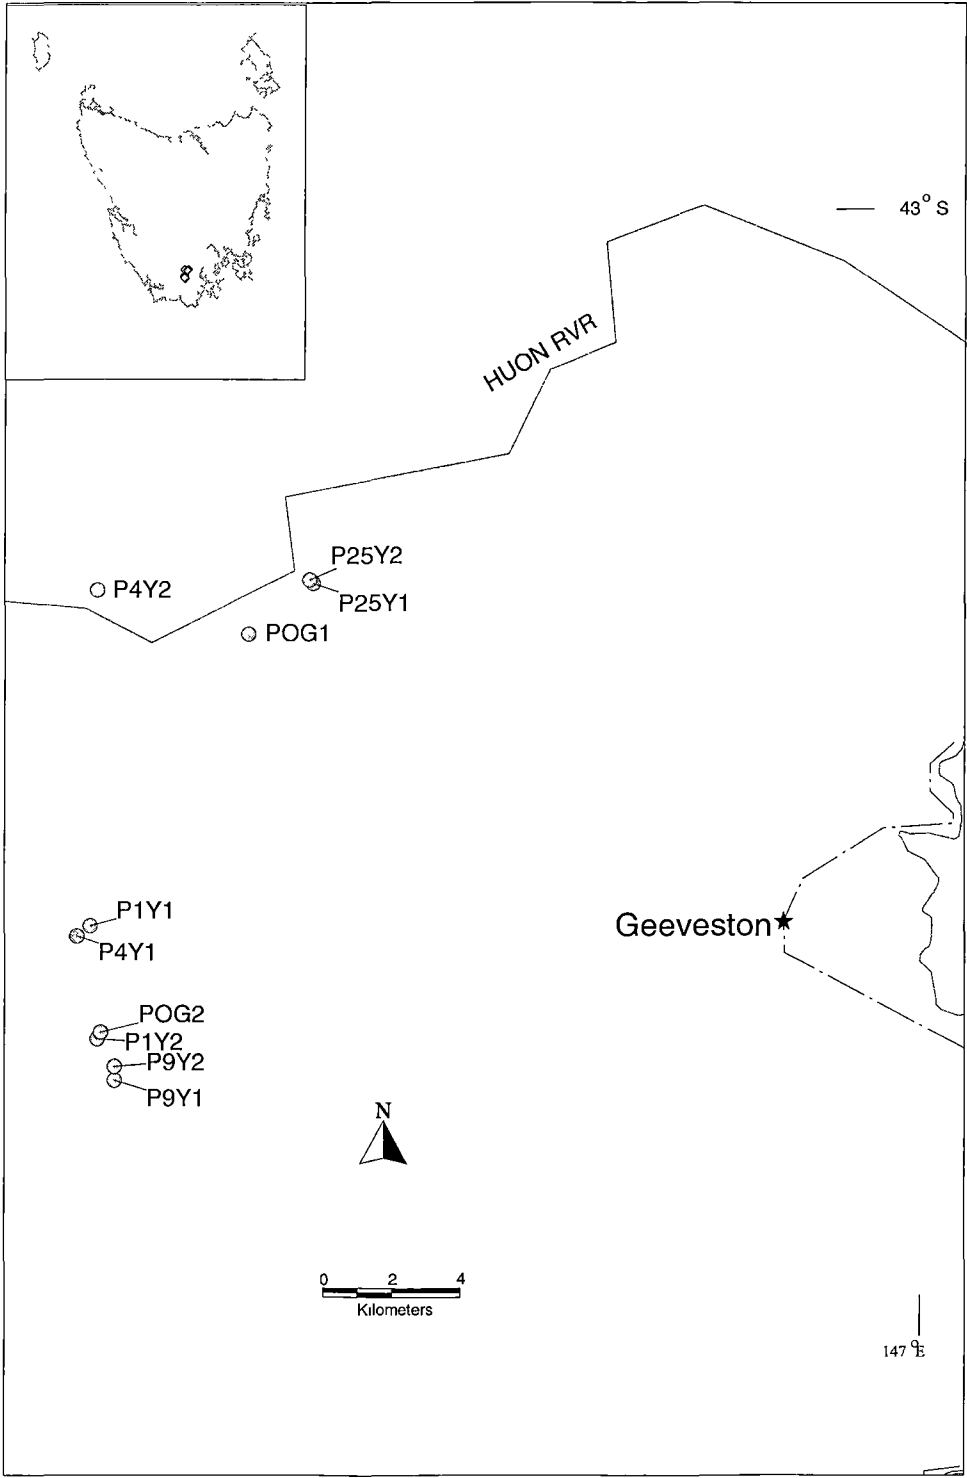 43° S
HUON RVR
P25Y2
P4Y2
P25Y1
POG1
P1Y1
Geeveston
P4Y1
POG2
P1Y2
P9Y2
P9Y1
N
0 2 4
Kilometers
147 °E